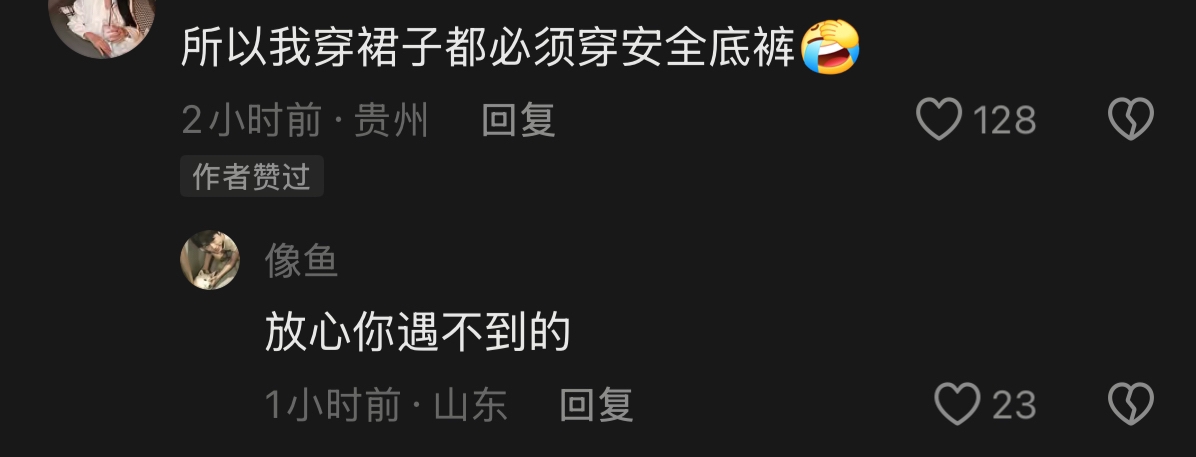 所以我穿裙子都必须穿安全底裤🤣
2小时前 · 贵州 回复 128
作者赞过
像鱼
放心你遇不到的
1小时前 · 山东 回复 23